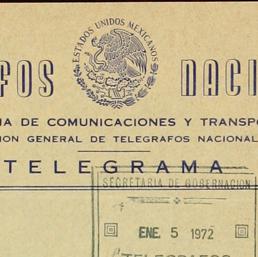 ESTADOS UNIDOS MEXICANOS
FOS NACI
IA DE COMUNICACIONES Y TRANSPO
ION GENERAL DE TELEGRAFOS NACIONAL
TELEGRAMA
SECRETARIA DE GOBERNACION
ENE. 5 1972
TELEGRAFOS